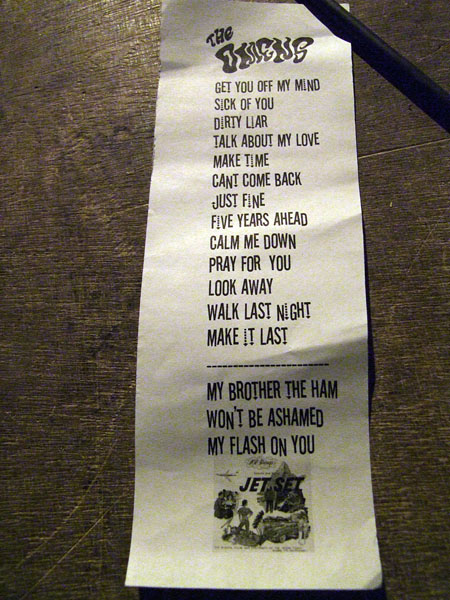 THE
OMENS
GET YOU OFF MY MIND
SICK OF YOU
DIRTY LIAR
TALK ABOUT MY LOVE
MAKE TIME
CANT COME BACK
JUST FINE
FIVE YEARS AHEAD
CALM ME DOWN
PRAY FOR YOU
LOOK AWAY
WALK LAST NIGHT
MAKE IT LAST
------------------------
MY BROTHER THE HAM
WON'T BE ASHAMED
MY FLASH ON YOU
JET SET